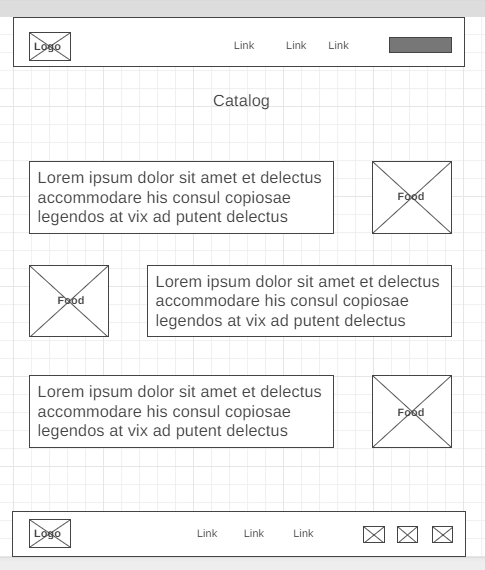 Logo
Link Link Link
Catalog
Lorem ipsum dolor sit amet et delectus
accommodare his consul copiosae
legendos at vix ad putent delectus
Food
Food
Lorem ipsum dolor sit amet et delectus
accommodare his consul copiosae
legendos at vix ad putent delectus
Lorem ipsum dolor sit amet et delectus
accommodare his consul copiosae
legendos at vix ad putent delectus
Food
Logo
Link Link Link